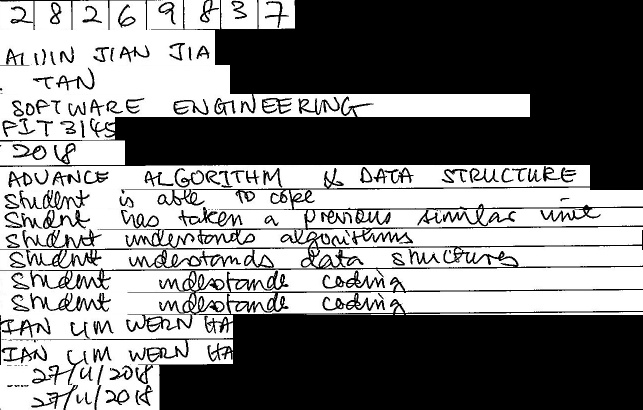 2 8 2 6 9 8 3 7
ALVIN JIAN JIA
TAN
SOFTWARE ENGINEERING
FIT3145
2018
ADVANCE ALGORITHM & DATA STRUCTURE
Student is able to cope
Student has taken a previous similar unit
Student understands algorithms
Student understands data structures
Student understands coding
Student understands coding
IAN LIM WERN HA
IAN LIM WERN HA
27/11/2018
27/11/2018